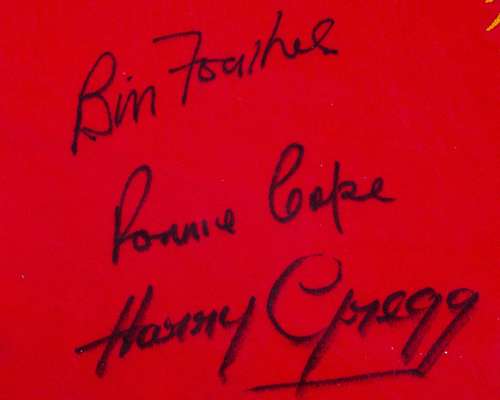 Bill Foulkes
Ronnie Cope
Harry Gregg